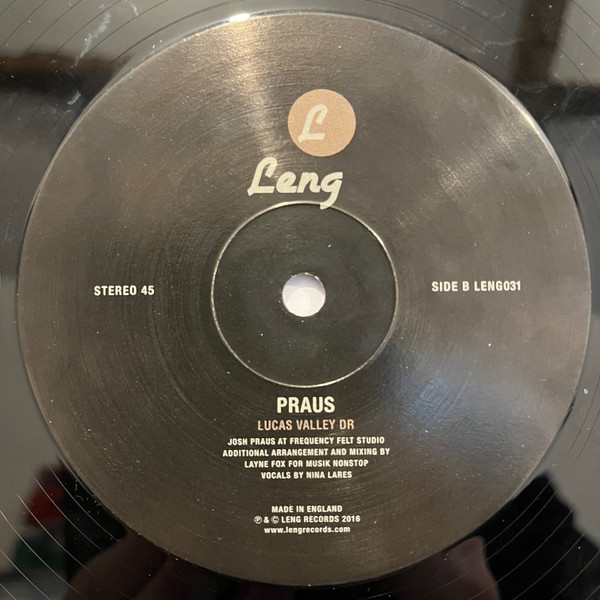 L
Leng
STEREO 45
SIDE B LENG031
PRAUS
LUCAS VALLEY DR
JOSH PRAUS AT FREQUENCY FELT STUDIO
ADDITIONAL ARRANGEMENT AND MIXING BY
LAYNE FOX FOR MUSIK NONSTOP
VOCALS BY NINA LARES
MADE IN ENGLAND
℗ & © LENG RECORDS 2016
www.lengrecords.com